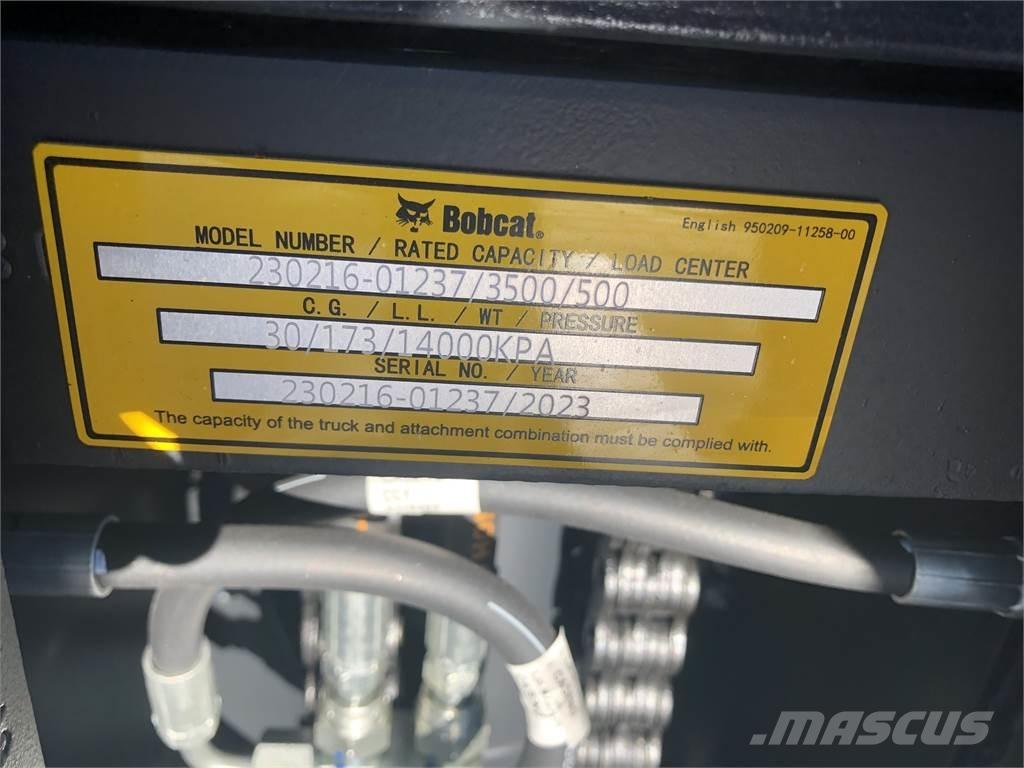 Bobcat®
English 950209-11258-00
MODEL NUMBER / RATED CAPACITY / LOAD CENTER
230216-01237/3500/500
C.G. / L.L. / WT / PRESSURE
30/173/14000KPA
SERIAL NO. / YEAR
230216-01237/2023
The capacity of the truck and attachment combination must be complied with.
MASCUS